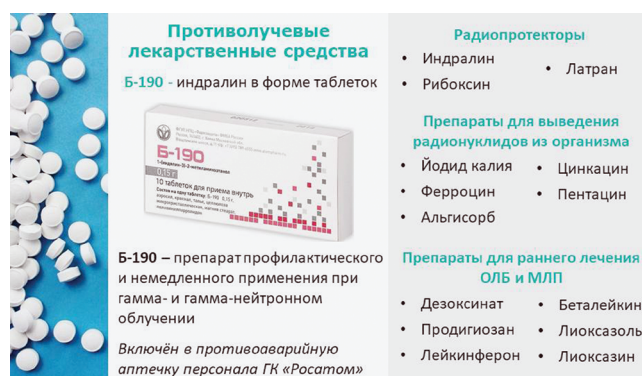 Противолучевые
лекарственные средства
Б-190 - индралин в форме таблеток
Б-190
0,15 г
10 таблеток для приема внутрь
Б-190 – препарат профилактического
и немедленного применения при
гамма- и гамма-нейтронном
облучении
Включён в противоаварийную
аптечку персонала ГК «Росатом»
Радиопротекторы
• Индралин
• Рибоксин
• Латран
Препараты для выведения
радионуклидов из организма
• Йодид калия
• Ферроцин
• Альгисорб
• Цинкацин
• Пентацин
Препараты для раннего лечения
ОЛБ и МЛП
• Дезоксинат
• Продигиозан
• Лейкинферон
• Беталейкин
• Лиоксазоль
• Лиоксазин